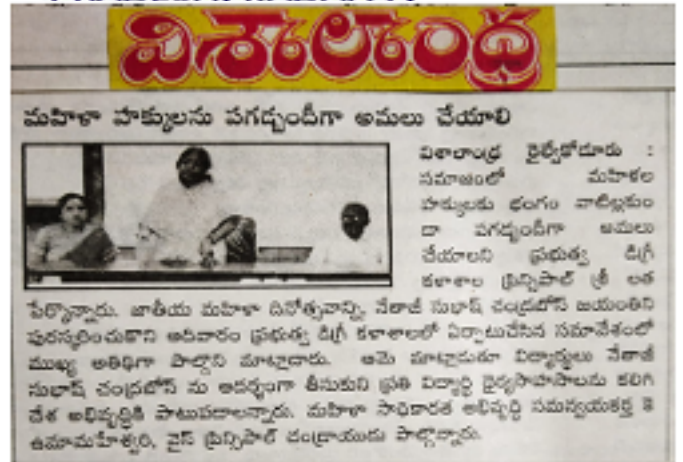 విశాలాంధ్ర
మహిళా హక్కులను పగడ్బందీగా అమలు చేయాలి
విశాలాంధ్ర రైల్వేకోడూరు :
సమాజంలో మహిళల
హక్కులకు భంగం వాటిల్లకుం
డా పగడ్బందీగా అమలు
చేయాలని ప్రభుత్వ డిగ్రీ
కళాశాల ప్రిన్సిపాల్ శ్రీ లత
పేర్కొన్నారు. జాతీయ మహిళా దినోత్సవాన్ని, నేతాజీ సుభాష్ చంద్రబోస్ జయంతిని
పురస్కరించుకొని ఆదివారం ప్రభుత్వ డిగ్రీ కళాశాలలో ఏర్పాటుచేసిన సమావేశంలో
ముఖ్య అతిథిగా పాల్గొని మాట్లాడారు. ఆమె మాట్లాడుతూ విద్యార్థులు నేతాజీ
సుభాష్ చంద్రబోస్ ను ఆదర్శంగా తీసుకుని ప్రతి విద్యార్థి ధైర్యసాహసాలను కలిగి
దేశ అభివృద్ధికి పాటుపడాలన్నారు. మహిళా సాధికారత అభివృద్ధి సమన్వయకర్త కె
ఉమామహేశ్వరి, వైస్ ప్రిన్సిపాల్ చంద్రాయుడు పాల్గొన్నారు.